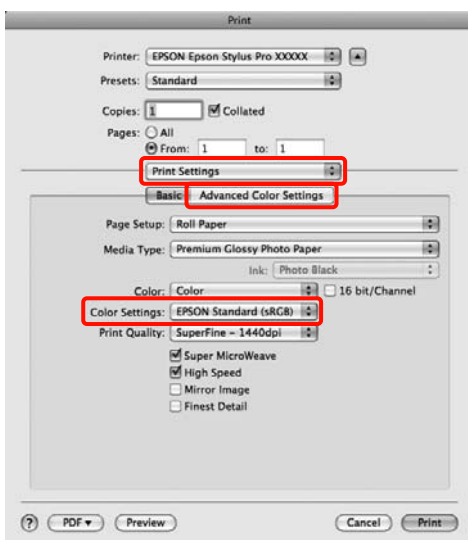 Print
Printer: EPSON Epson Stylus Pro XXXXX
Presets: Standard
Copies: 1 Collated
Pages: All
From: 1 to: 1
Print Settings
Basic Advanced Color Settings
Page Setup: Roll Paper
Media Type: Premium Glossy Photo Paper
Ink: Photo Black
Color: Color 16 bit/Channel
Color Settings: EPSON Standard (sRGB)
Print Quality: SuperFine – 1440dpi
Super MicroWeave
High Speed
Mirror Image
Finest Detail
? PDF Preview Cancel Print